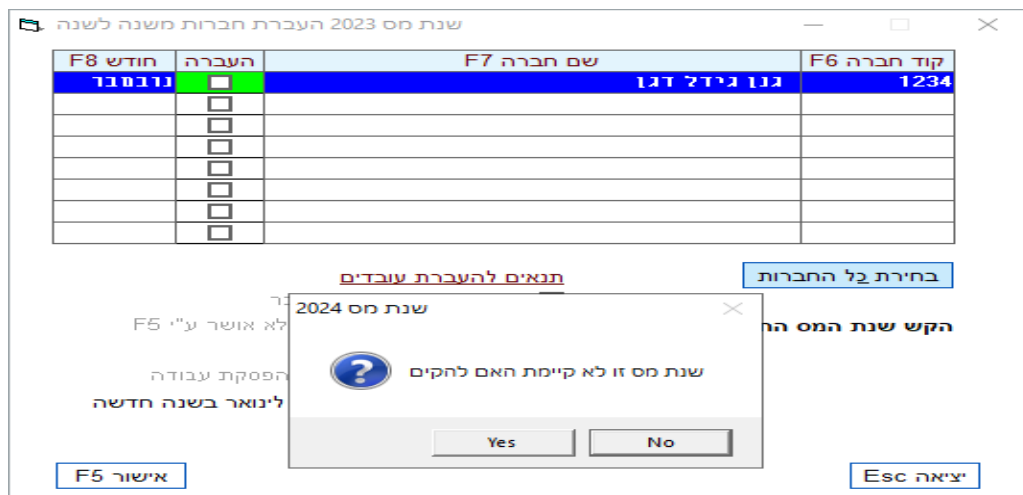 שנת מס 2023 העברת חברות משנה לשנה
קוד חברה F6 שם חברה F7 העברה חודש F8
1234 גנן גידל דגן נובמבר
בחירת כל החברות
תנאים להעברת עובדים
שנת מס 2024
לא אושר ע"י F5
הקש שנת המס
שנת מס זו לא קיימת האם להקים
הפסקת עבודה
לינואר בשנה חדשה
Yes No
יציאה Esc
אישור F5